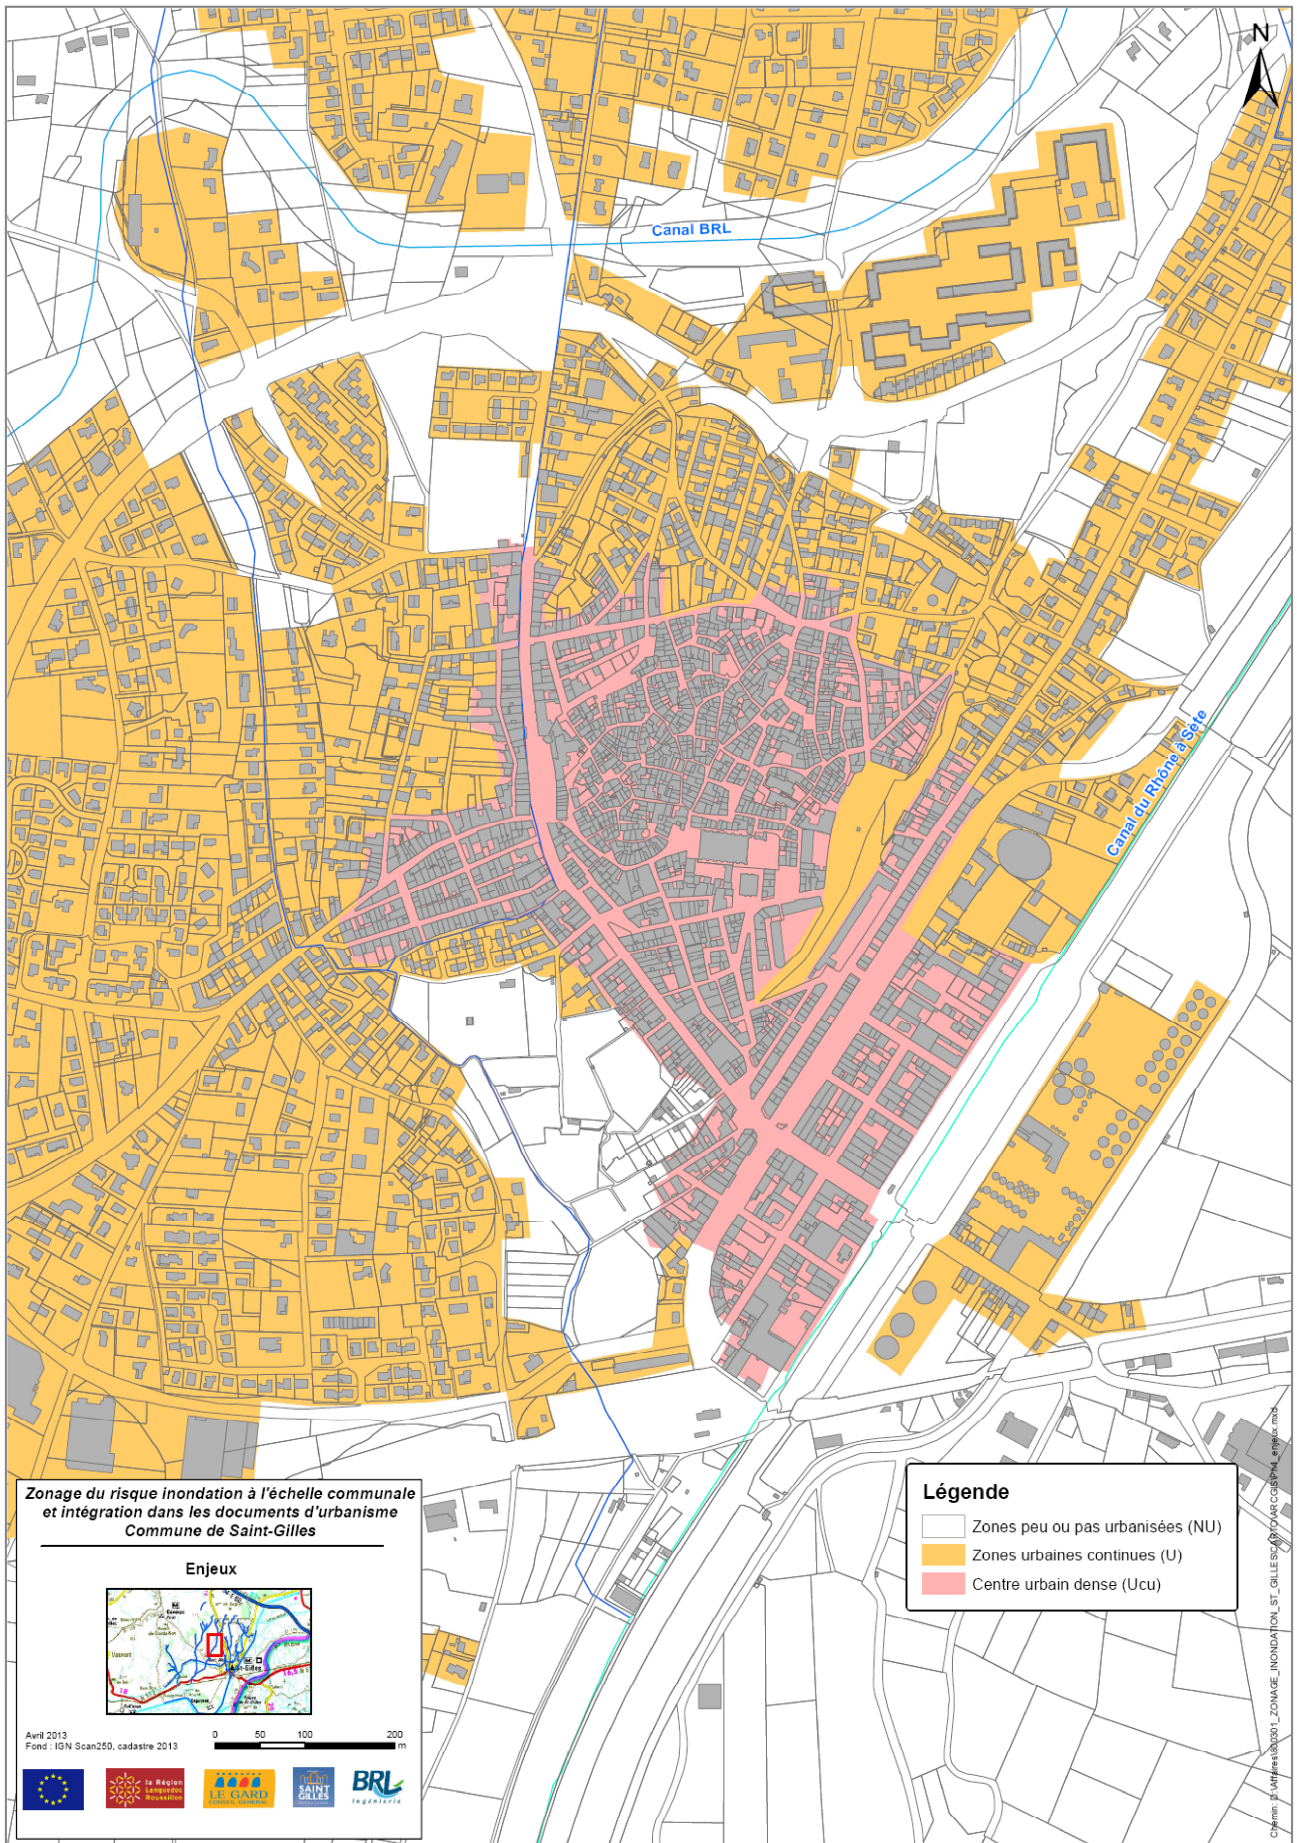 N
Canal BRL
Canal du Rhône à Sète
Zonage du risque inondation à l'échelle communale
et intégration dans les documents d'urbanisme
Commune de Saint-Gilles
Enjeux
Vauvert
Avril 2013
Fond : IGN Scan250, cadastre 2013
0 50 100 200
m
la Région
Languedoc
Roussillon
LE GARD
CONSEIL GENERAL
SAINT
GILLES
BRL
Ingénierie
Légende
Zones peu ou pas urbanisées (NU)
Zones urbaines continues (U)
Centre urbain dense (Ucu)